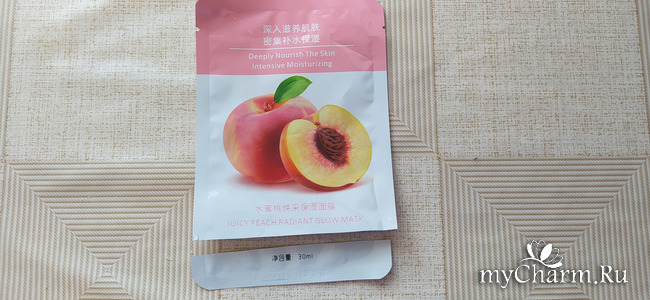 深入滋养肌肤
密集补水保湿
Deeply Nourish The Skin
Intensive Moisturizing
水蜜桃焕采保湿面膜
JUICY PEACH RADIANT GLOW MASK
净含量: 30ml
myCharm.Ru